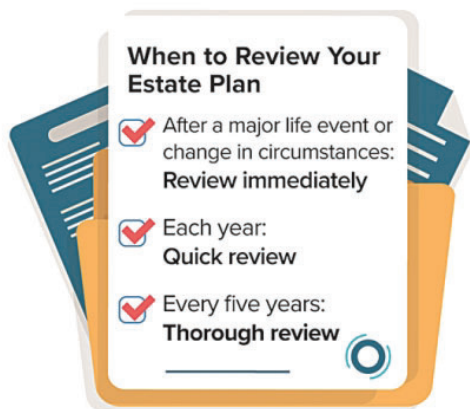 When to Review Your
Estate Plan
After a major life event or
change in circumstances:
Review immediately
Each year:
Quick review
Every five years:
Thorough review